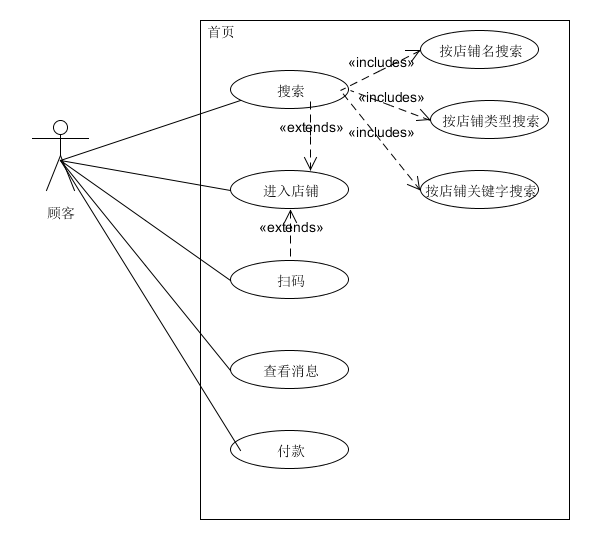 首页
按店铺名搜索
«includes»
搜索
«includes»
按店铺类型搜索
«extends»
«includes»
进入店铺
按店铺关键字搜索
顾客
«extends»
扫码
查看消息
付款